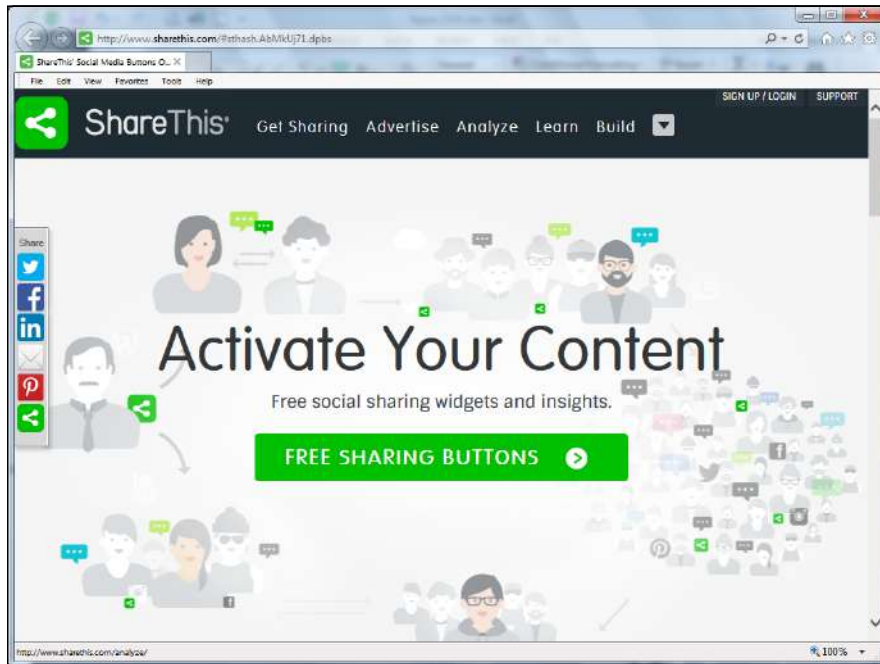 http://www.sharethis.com/#sthash.AbMkUj71.dpbs
ShareThis' Social Media Buttons O...
File Edit View Favorites Tools Help
SIGN UP / LOGIN SUPPORT
ShareThis Get Sharing Advertise Analyze Learn Build
Share
in
Activate Your Content
Free social sharing widgets and insights.
FREE SHARING BUTTONS
http://www.sharethis.com/analyze/
100%